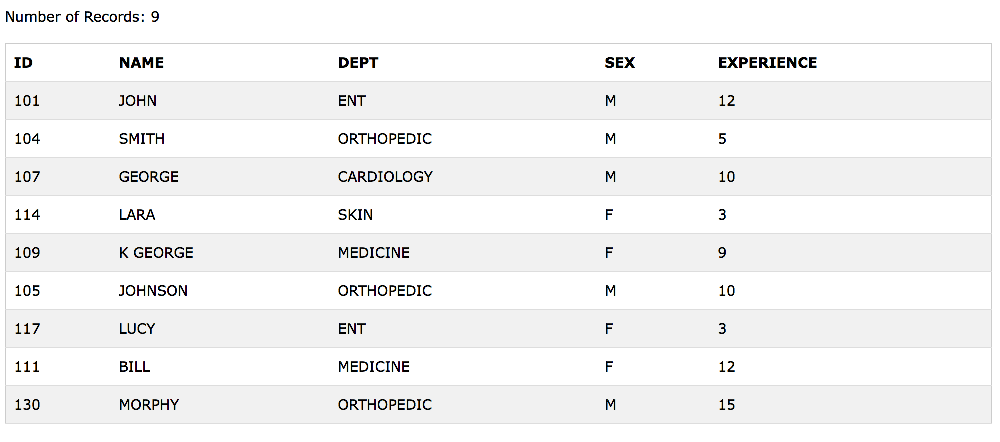 Number of Records: 9
ID NAME DEPT SEX EXPERIENCE
101 JOHN ENT M 12
104 SMITH ORTHOPEDIC M 5
107 GEORGE CARDIOLOGY M 10
114 LARA SKIN F 3
109 K GEORGE MEDICINE F 9
105 JOHNSON ORTHOPEDIC M 10
117 LUCY ENT F 3
111 BILL MEDICINE F 12
130 MORPHY ORTHOPEDIC M 15